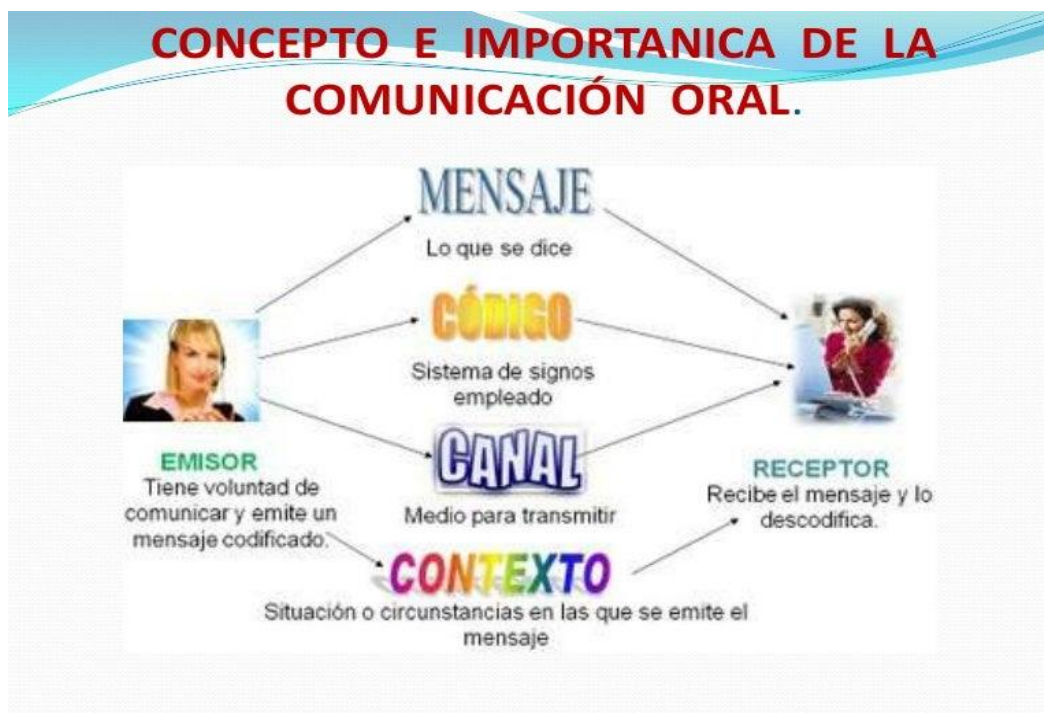 CONCEPTO E IMPORTANICA DE LA
COMUNICACIÓN ORAL.
MENSAJE
Lo que se dice
CÓDIGO
Sistema de signos
empleado
CANAL
Medio para transmitir
EMISOR
Tiene voluntad de
comunicar y emite un
mensaje codificado.
RECEPTOR
Recibe el mensaje y lo
descodifica.
CONTEXTO
Situación o circunstancias en las que se emite el
mensaje